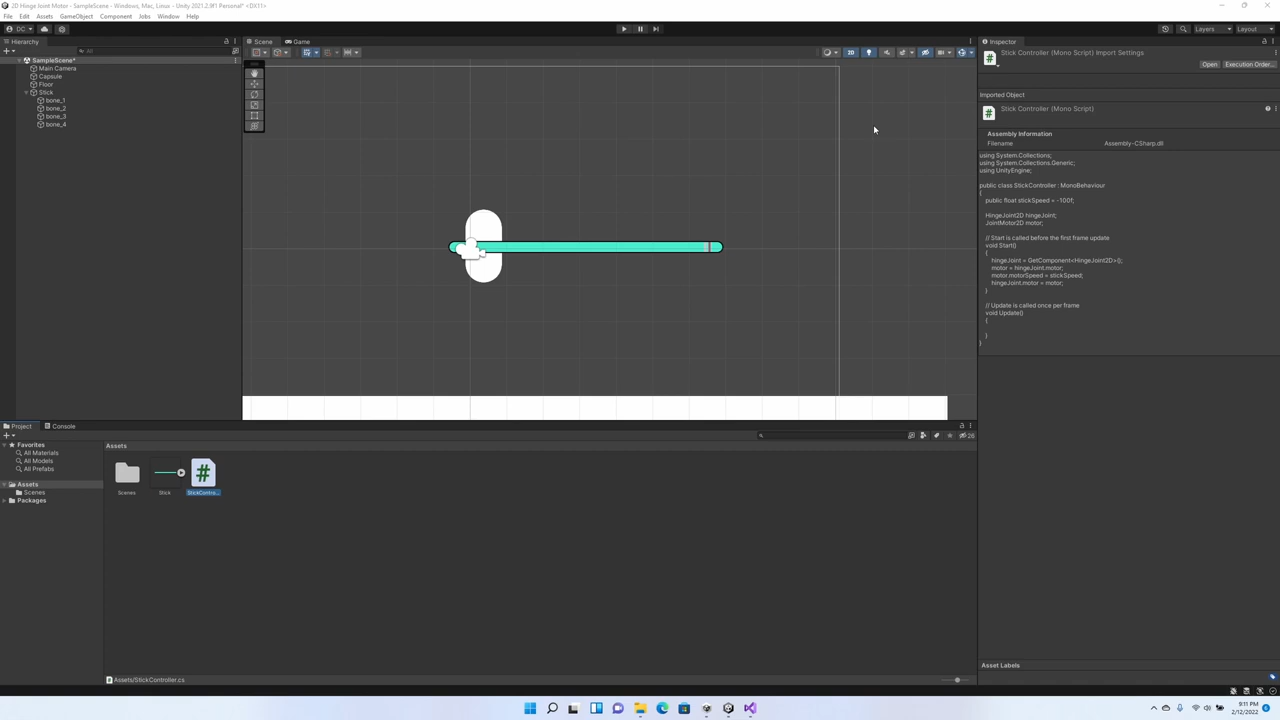 2D Hinge Joint Motor - SampleScene - Windows, Mac, Linux - Unity 2021.2.9f1 Personal* <DX11>
File Edit Assets GameObject Component Jobs Window Help
DC
Layers Layout
Hierarchy
All
SampleScene*
Main Camera
Capsule
Floor
Stick
bone_1
bone_2
bone_3
bone_4
Scene Game
2D
Inspector
Stick Controller (Mono Script) Import Settings
Open Execution Order...
Imported Object
Stick Controller (Mono Script)
Assembly Information
Filename Assembly-CSharp.dll
using System.Collections;
using System.Collections.Generic;
using UnityEngine;
public class StickController : MonoBehaviour
{
public float stickSpeed = -100f;
HingeJoint2D hingeJoint;
JointMotor2D motor;
// Start is called before the first frame update
void Start()
{
hingeJoint = GetComponent<HingeJoint2D>();
motor = hingeJoint.motor;
motor.motorSpeed = stickSpeed;
hingeJoint.motor = motor;
}
// Update is called once per frame
void Update()
{
}
}
Asset Labels
Project Console
26
Favorites
All Materials
All Models
All Prefabs
Assets
Scenes
Packages
Assets
Scenes Stick StickContro...
Assets/StickController.cs
9:11 PM
2/12/2022